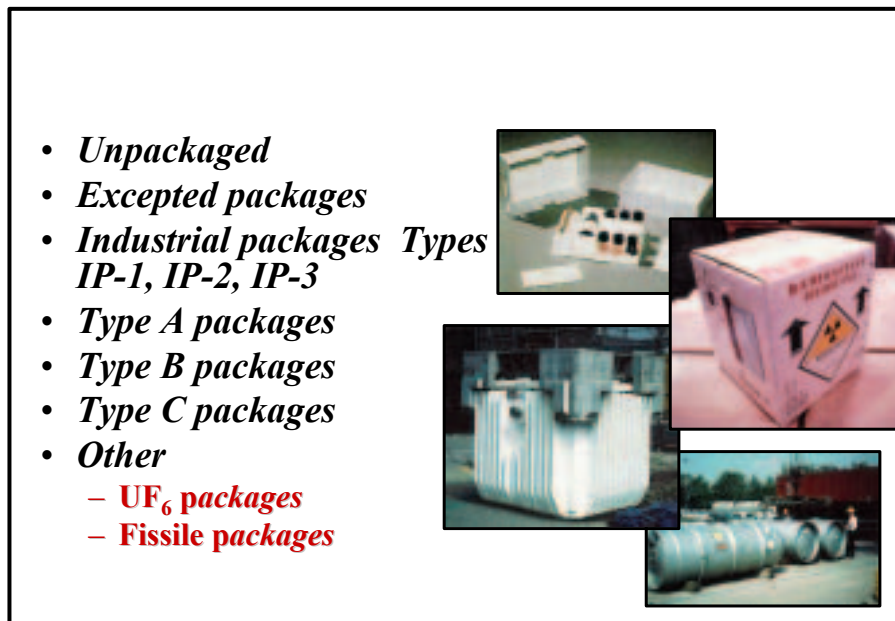 • Unpackaged
• Excepted packages
• Industrial packages Types
IP-1, IP-2, IP-3
• Type A packages
• Type B packages
• Type C packages
• Other
– UF₆ packages
– Fissile packages